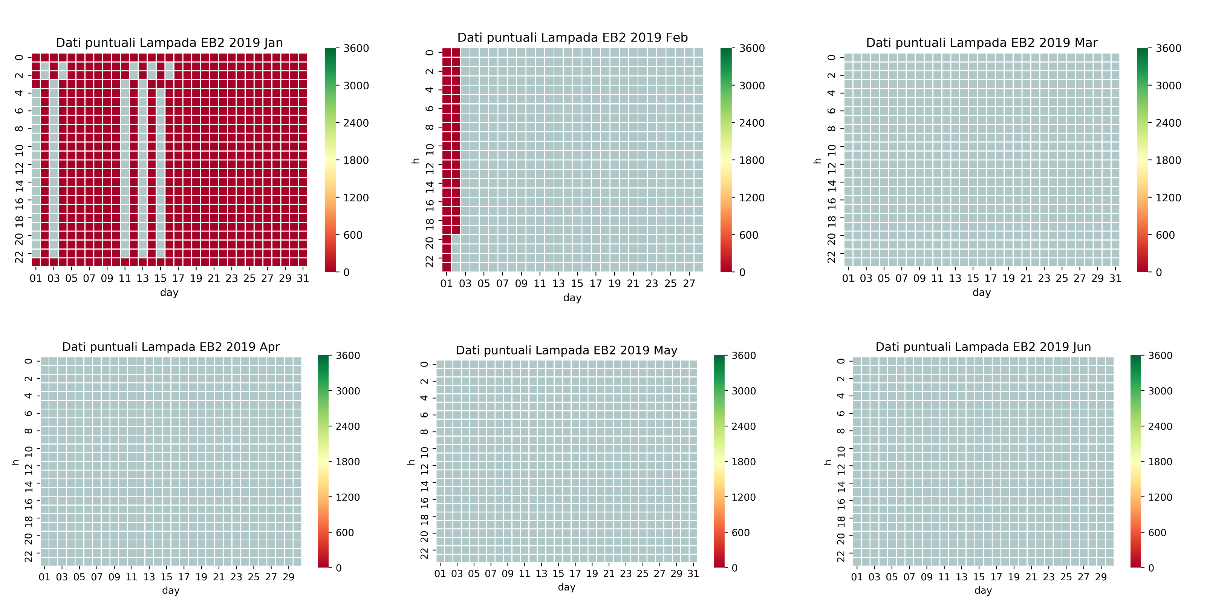 Dati puntuali Lampada EB2 2019 Jan
0 2 4 6 8 10 12 14 16 18 20 22
01 03 05 07 09 11 13 15 17 19 21 23 25 27 29 31
day
3600
3000
2400
1800
1200
600
0
Dati puntuali Lampada EB2 2019 Feb
h
0 2 4 6 8 10 12 14 16 18 20 22
01 03 05 07 09 11 13 15 17 19 21 23 25 27
day
3600
3000
2400
1800
1200
600
0
Dati puntuali Lampada EB2 2019 Mar
h
0 2 4 6 8 10 12 14 16 18 20 22
01 03 05 07 09 11 13 15 17 19 21 23 25 27 29 31
day
3600
3000
2400
1800
1200
600
0
Dati puntuali Lampada EB2 2019 Apr
h
0 2 4 6 8 10 12 14 16 18 20 22
01 03 05 07 09 11 13 15 17 19 21 23 25 27 29
day
3600
3000
2400
1800
1200
600
0
Dati puntuali Lampada EB2 2019 May
h
0 2 4 6 8 10 12 14 16 18 20 22
01 03 05 07 09 11 13 15 17 19 21 23 25 27 29 31
day
3600
3000
2400
1800
1200
600
0
Dati puntuali Lampada EB2 2019 Jun
h
0 2 4 6 8 10 12 14 16 18 20 22
01 03 05 07 09 11 13 15 17 19 21 23 25 27 29
day
3600
3000
2400
1800
1200
600
0